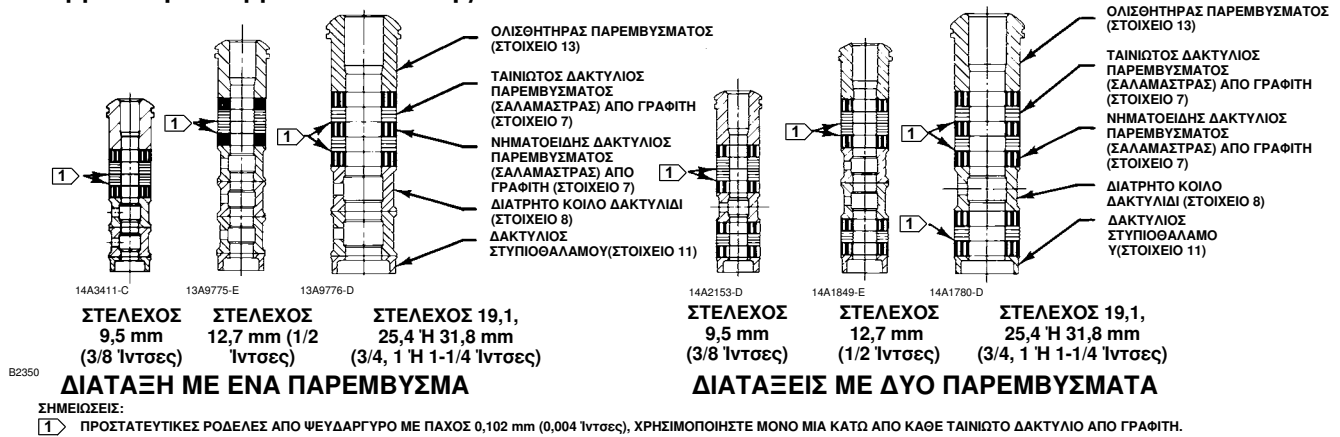 ΟΛΙΣΘΗΤΗΡΑΣ ΠΑΡΕΜΒΥΣΜΑΤΟΣ
(ΣΤΟΙΧΕΙΟ 13)
ΤΑΙΝΙΩΤΟΣ ΔΑΚΤΥΛΙΟΣ
ΠΑΡΕΜΒΥΣΜΑΤΟΣ
(ΣΑΛΑΜΑΣΤΡΑΣ) ΑΠΟ ΓΡΑΦΙΤΗ
(ΣΤΟΙΧΕΙΟ 7)
ΝΗΜΑΤΟΕΙΔΗΣ ΔΑΚΤΥΛΙΟΣ
ΠΑΡΕΜΒΥΣΜΑΤΟΣ
(ΣΑΛΑΜΑΣΤΡΑΣ) ΑΠΟ
ΓΡΑΦΙΤΗ (ΣΤΟΙΧΕΙΟ 7)
ΔΙΑΤΡΗΤΟ ΚΟΙΛΟ ΔΑΚΤΥΛΙΔΙ
(ΣΤΟΙΧΕΙΟ 8)
ΔΑΚΤΥΛΙΟΣ
ΣΤΥΠΙΟΘΑΛΑΜΟΥ(ΣΤΟΙΧΕΙΟ 11)
1
1
1
14A3411-C
13A9775-E
13A9776-D
ΣΤΕΛΕΧΟΣ
9,5 mm
(3/8 Ίντσες)
ΣΤΕΛΕΧΟΣ
12,7 mm (1/2
Ίντσες)
ΣΤΕΛΕΧΟΣ 19,1,
25,4 Ή 31,8 mm
(3/4, 1 Ή 1-1/4 Ίντσες)
B2350
ΔΙΑΤΑΞΗ ΜΕ ΕΝΑ ΠΑΡΕΜΒΥΣΜΑ
ΟΛΙΣΘΗΤΗΡΑΣ ΠΑΡΕΜΒΥΣΜΑΤΟΣ
(ΣΤΟΙΧΕΙΟ 13)
ΤΑΙΝΙΩΤΟΣ ΔΑΚΤΥΛΙΟΣ
ΠΑΡΕΜΒΥΣΜΑΤΟΣ
(ΣΑΛΑΜΑΣΤΡΑΣ) ΑΠΟ ΓΡΑΦΙΤΗ
(ΣΤΟΙΧΕΙΟ 7)
ΝΗΜΑΤΟΕΙΔΗΣ ΔΑΚΤΥΛΙΟΣ
ΠΑΡΕΜΒΥΣΜΑΤΟΣ
(ΣΑΛΑΜΑΣΤΡΑΣ) ΑΠΟ ΓΡΑΦΙΤΗ
(ΣΤΟΙΧΕΙΟ 7)
ΔΙΑΤΡΗΤΟ ΚΟΙΛΟ
ΔΑΚΤΥΛΙΔΙ (ΣΤΟΙΧΕΙΟ 8)
ΔΑΚΤΥΛΙΟΣ
ΣΤΥΠΙΟΘΑΛΑΜΟ
Υ(ΣΤΟΙΧΕΙΟ 11)
1
1
1
1
14A2153-D
14A1849-E
14A1780-D
ΣΤΕΛΕΧΟΣ
9,5 mm
(3/8 Ίντσες)
ΣΤΕΛΕΧΟΣ
12,7 mm
(1/2 Ίντσες)
ΣΤΕΛΕΧΟΣ 19,1,
25,4 Ή 31,8 mm
(3/4, 1 Ή 1-1/4 Ίντσες)
ΔΙΑΤΑΞΕΙΣ ΜΕ ΔΥΟ ΠΑΡΕΜΒΥΣΜΑΤΑ
ΣΗΜΕΙΩΣΕΙΣ:
1 ΠΡΟΣΤΑΤΕΥΤΙΚΕΣ ΡΟΔΕΛΕΣ ΑΠΟ ΨΕΥΔΑΡΓΥΡΟ ΜΕ ΠΑΧΟΣ 0,102 mm (0,004 Ίντσες), ΧΡΗΣΙΜΟΠΟΙΗΣΤΕ ΜΟΝΟ ΜΙΑ ΚΑΤΩ ΑΠΟ ΚΑΘΕ ΤΑΙΝΙΩΤΟ ΔΑΚΤΥΛΙΟ ΑΠΟ ΓΡΑΦΙΤΗ.